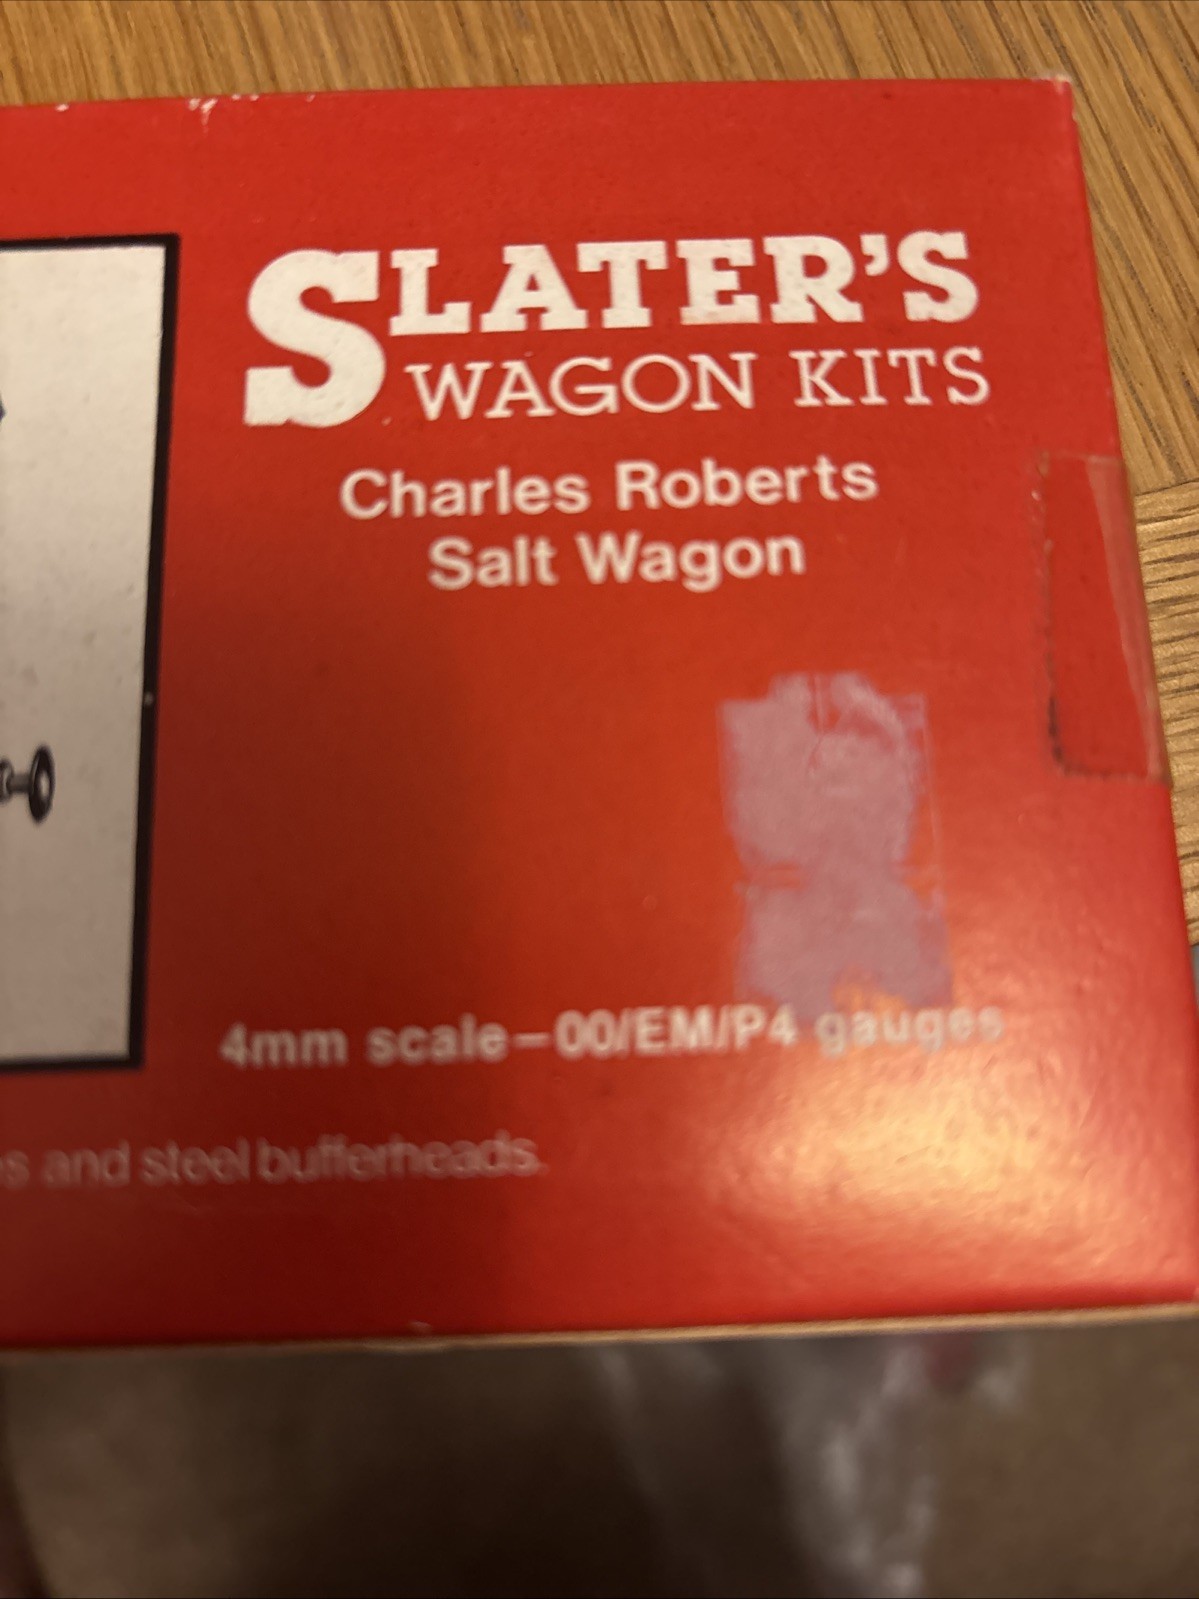 SLATER'S
WAGON KITS
Charles Roberts
Salt Wagon
4mm scale–00/EM/P4 gauges
and steel bufferheads.